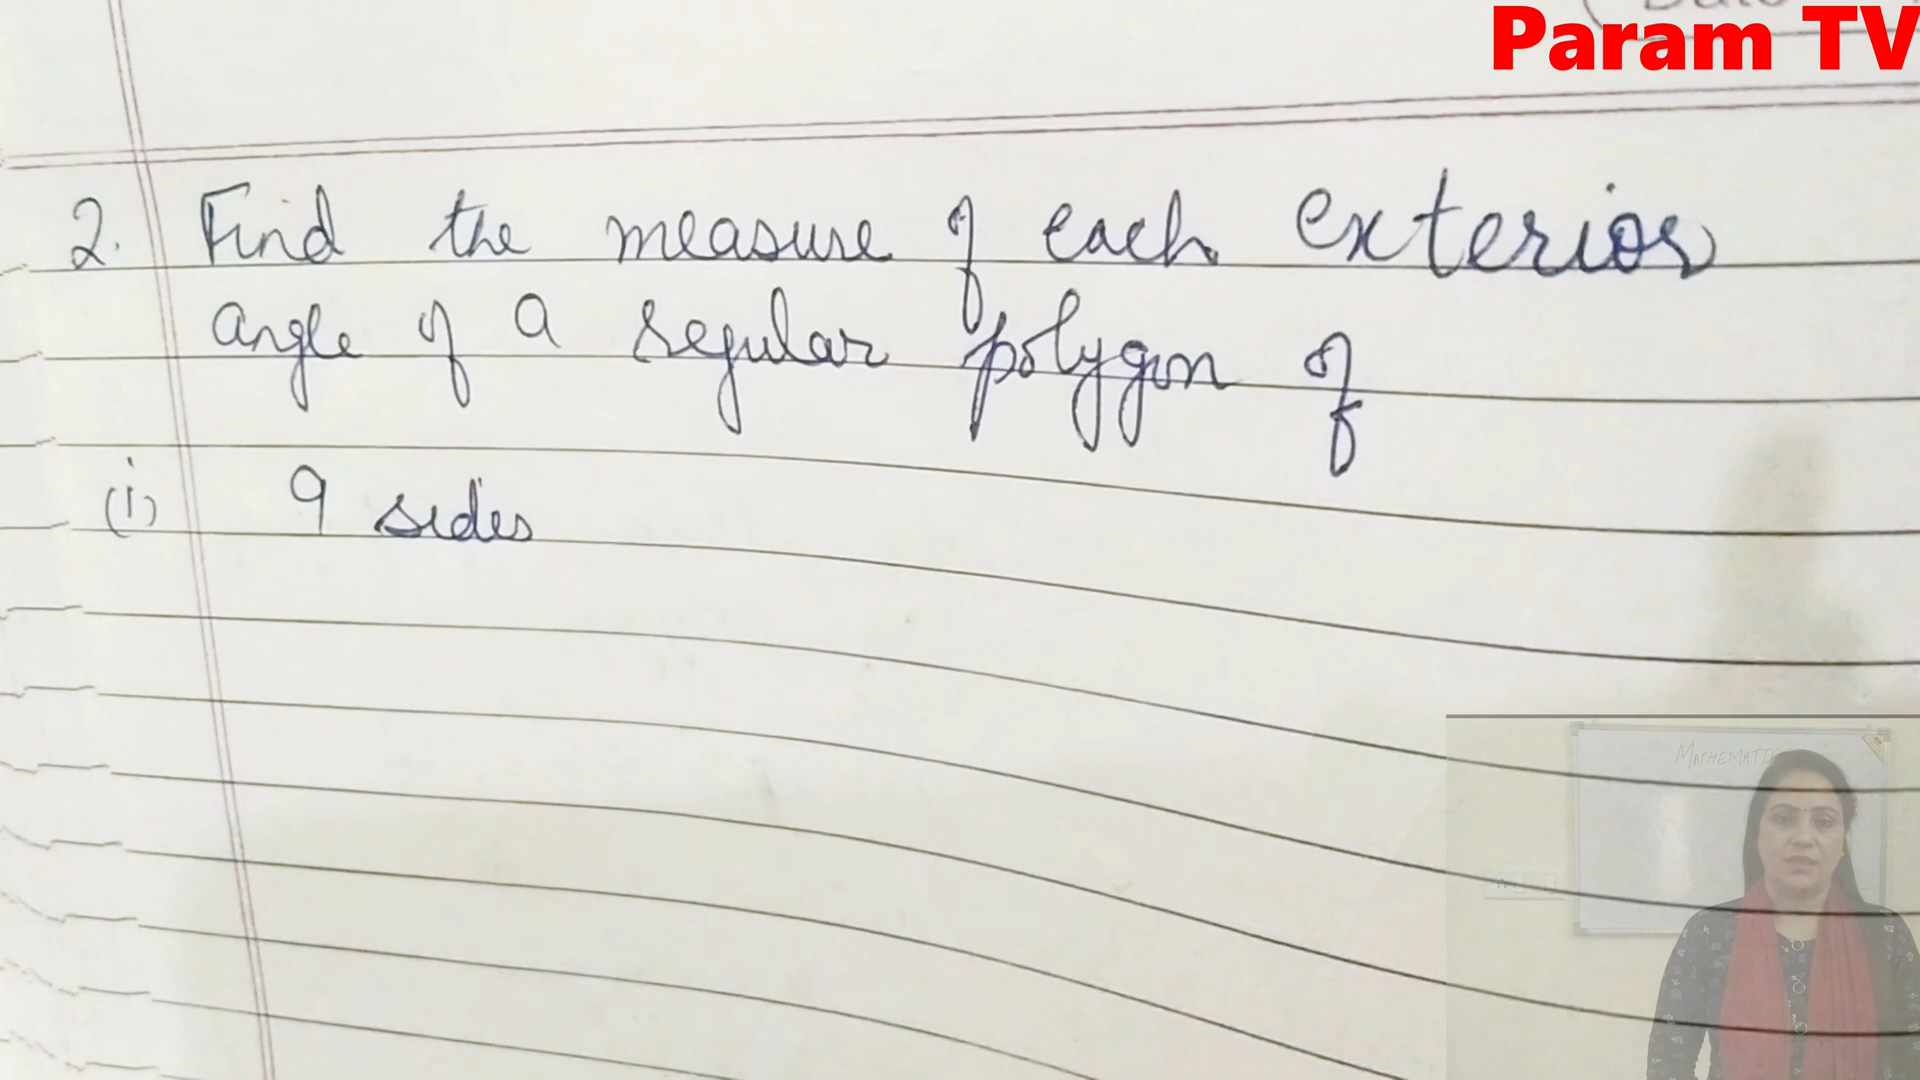 Param TV
2. Find the measure of each exterior
angle of a regular polygon of
(i) 9 sides